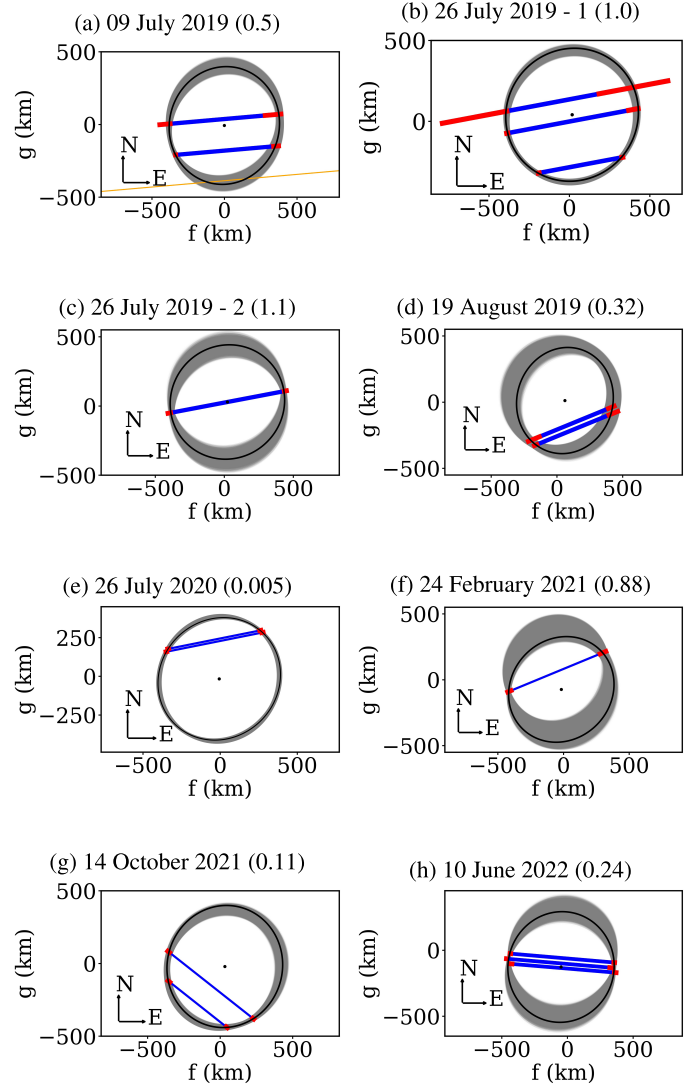 (a) 09 July 2019 (0.5)
500
0
−500
g (km)
N
E
−500
0
500
f (km)
(b) 26 July 2019 - 1 (1.0)
500
0
g (km)
N
E
−500
0
500
f (km)
(c) 26 July 2019 - 2 (1.1)
500
0
−500
g (km)
N
E
−500
0
500
f (km)
(d) 19 August 2019 (0.32)
500
0
−500
g (km)
N
E
−500
0
500
f (km)
(e) 26 July 2020 (0.005)
250
0
−250
g (km)
N
E
−500
0
500
f (km)
(f) 24 February 2021 (0.88)
500
0
−500
g (km)
N
E
−500
0
500
f (km)
(g) 14 October 2021 (0.11)
500
0
−500
g (km)
N
E
−500
0
500
f (km)
(h) 10 June 2022 (0.24)
0
−500
g (km)
N
E
−500
0
500
f (km)